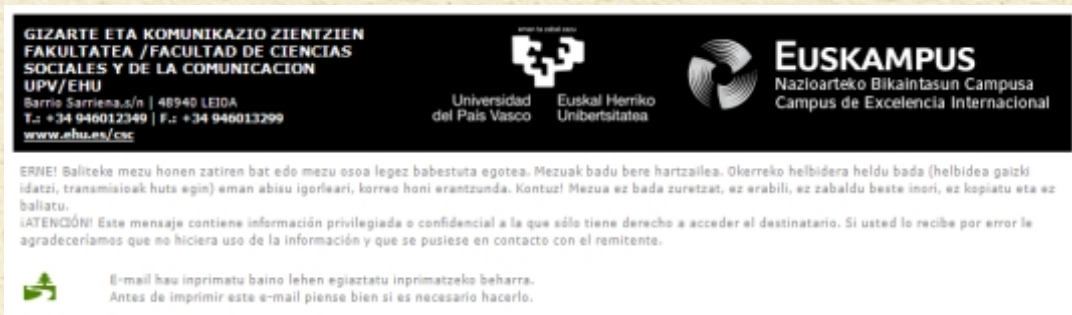 GIZARTE ETA KOMUNIKAZIO ZIENTZIEN
FAKULTATEA /FACULTAD DE CIENCIAS
SOCIALES Y DE LA COMUNICACION
UPV/EHU
Barrio Sarriena,s/n | 48940 LEIOA
T.: +34 946012349 | F.: +34 946013299
www.ehu.es/csc
eman ta zabal zazu
Universidad
del País Vasco
Euskal Herriko
Unibertsitatea
EUSKAMPUS
Nazioarteko Bikaintasun Campusa
Campus de Excelencia Internacional
ERNE! Baliteke mezu honen zatiren bat edo mezu osoa legez babestuta egotea. Mezuak badu bere hartzailea. Okerreko helbidera heldu bada (helbidea gaizki
idatzi, transmisioak huts egin) eman abisu igorleari, korreo honi erantzunda. Kontuz! Mezua ez bada zuretzat, ez erabili, ez zabaldu beste inori, ez kopiatu eta ez
baliatu.
¡ATENCIÓN! Este mensaje contiene información privilegiada o confidencial a la que sólo tiene derecho a acceder el destinatario. Si usted lo recibe por error le
agradeceríamos que no hiciera uso de la información y que se pusiese en contacto con el remitente.
E-mail hau inprimatu baino lehen egiaztatu inprimatzeko beharra.
Antes de imprimir este e-mail piense bien si es necesario hacerlo.